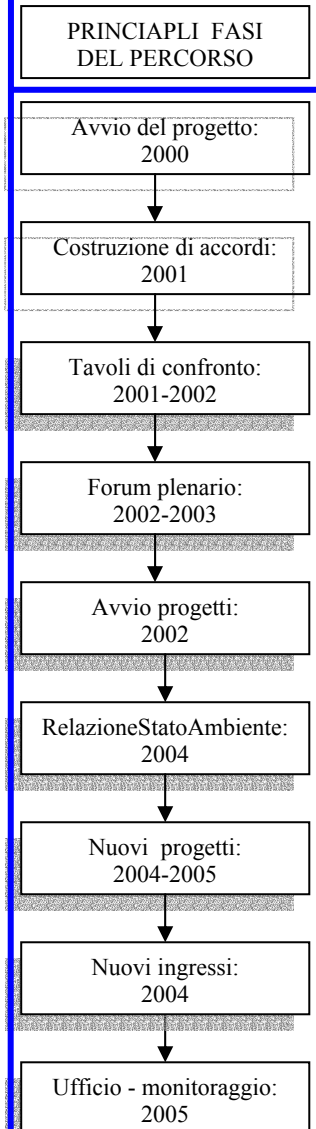 PRINCIAPLI FASI
DEL PERCORSO
Avvio del progetto:
2000
Costruzione di accordi:
2001
Tavoli di confronto:
2001-2002
Forum plenario:
2002-2003
Avvio progetti:
2002
RelazioneStatoAmbiente:
2004
Nuovi progetti:
2004-2005
Nuovi ingressi:
2004
Ufficio - monitoraggio:
2005